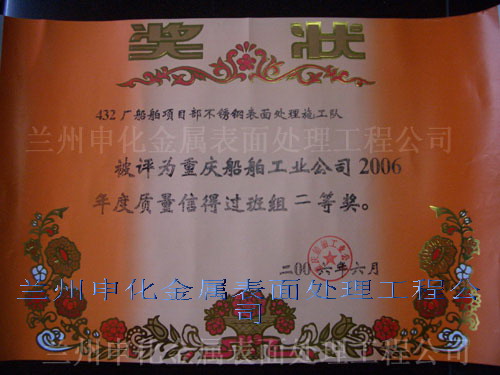 奖 状
432厂船舶项目部不锈钢表面处理施工队
兰州申化金属表面处理工程公司
被评为重庆船舶工业公司2006
年度质量信得过班组二等奖。
二00六年六月
兰州申化金属表面处理工程公
司
兰州申化金属表面处理工程公司